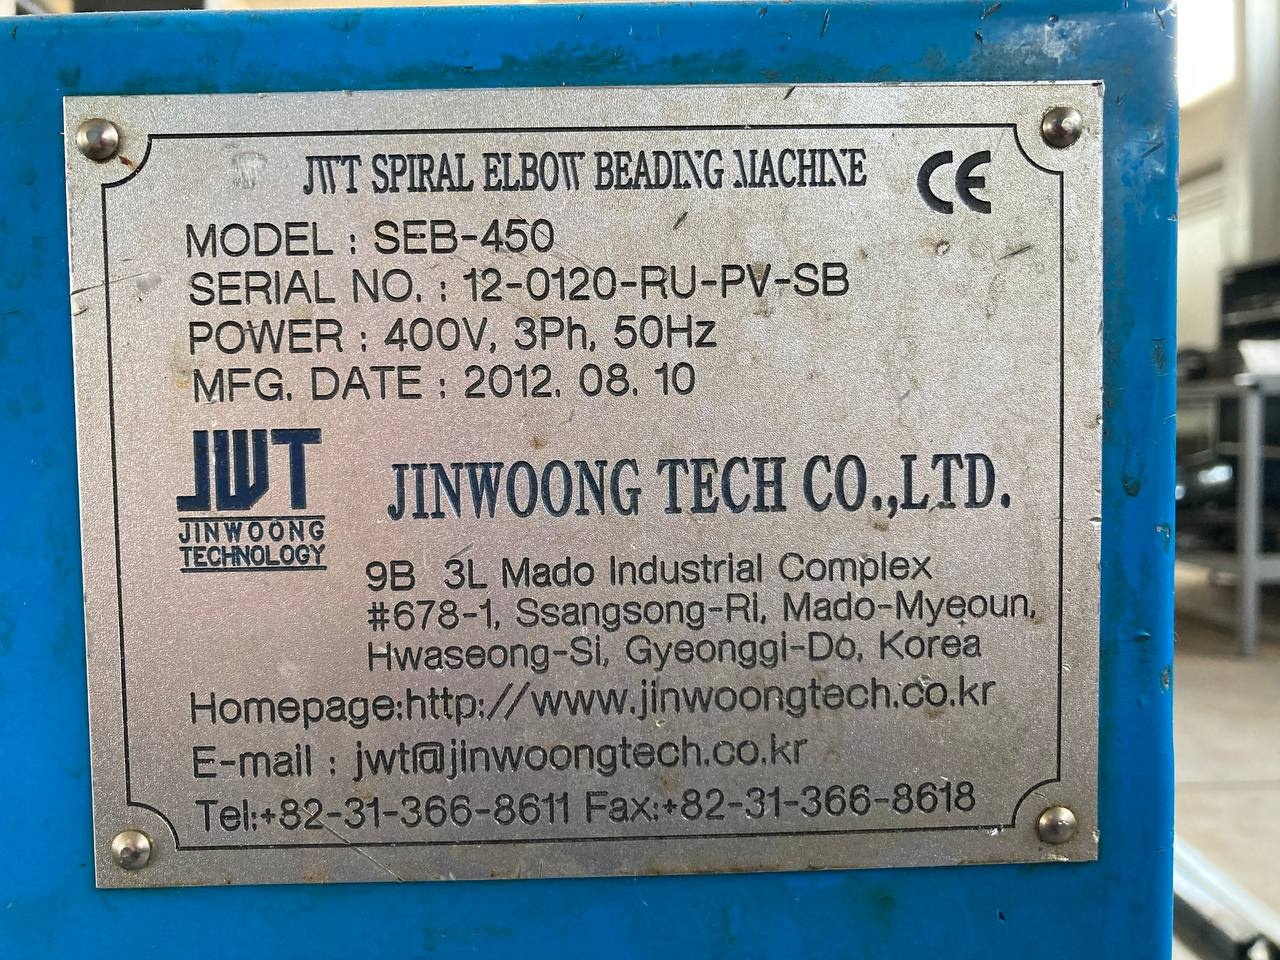 JWT SPIRAL ELBOW BEADING MACHINE CE
MODEL : SEB-450
SERIAL NO. : 12-0120-RU-PV-SB
POWER : 400V, 3Ph, 50Hz
MFG. DATE : 2012. 08. 10
JWT
JINWOONG
TECHNOLOGY
JINWOONG TECH CO.,LTD.
9B 3L Mado Industrial Complex
#678-1, Ssangsong-Ri, Mado-Myeoun,
Hwaseong-Si, Gyeonggi-Do, Korea
Homepage:http://www.jinwoongtech.co.kr
E-mail : jwt@jinwoongtech.co.kr
Tel:+82-31-366-8611 Fax:+82-31-366-8618